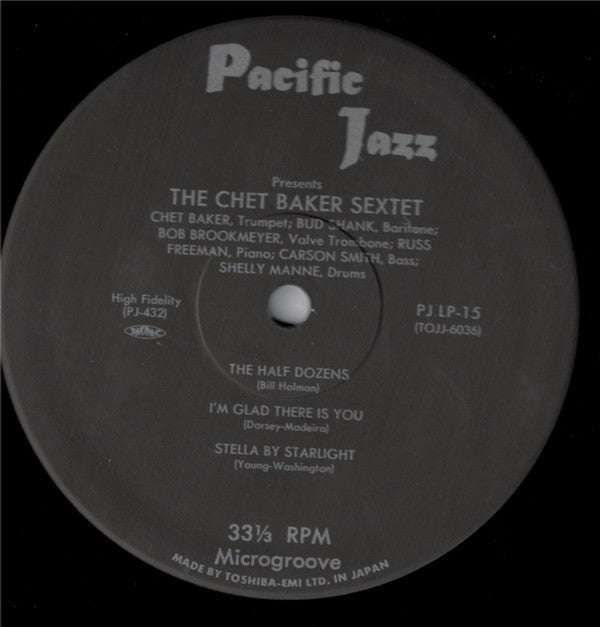 Pacific
Jazz
Presents
THE CHET BAKER SEXTET
CHET BAKER, Trumpet; BUD SHANK, Baritone;
BOB BROOKMEYER, Valve Trombone; RUSS
FREEMAN, Piano; CARSON SMITH, Bass;
SHELLY MANNE, Drums
High Fidelity
(PJ-432)
PJ LP-15
(TOJJ-6036)
THE HALF DOZENS
(Bill Holman)
I'M GLAD THERE IS YOU
(Dorsey-Madeira)
STELLA BY STARLIGHT
(Young-Washington)
33⅓ RPM
Microgroove
MADE BY TOSHIBA-EMI LTD. IN JAPAN